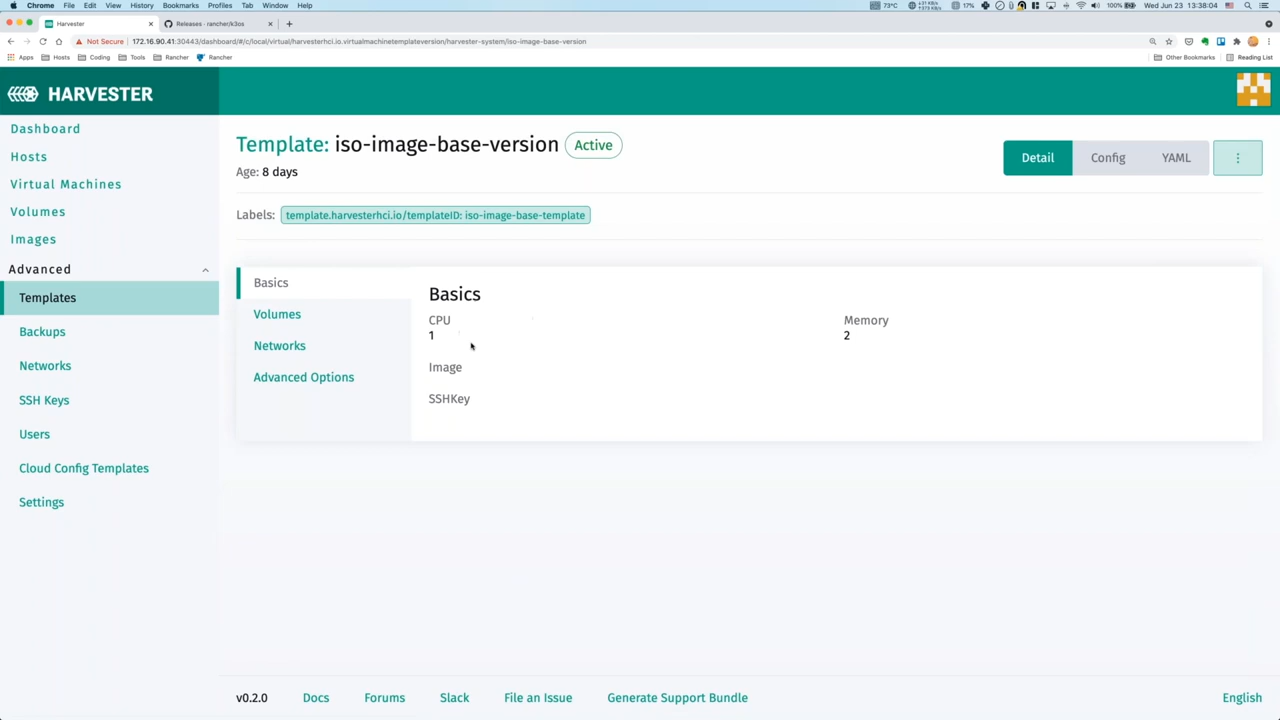 Chrome File Edit View History Bookmarks Profiles Tab Window Help
73°C 17% 100% Wed Jun 23 13:38:04
Harvester
Releases · rancher/k3os
Not Secure 172.16.90.41:30443/dashboard/#/c/local/virtual/harvesterhci.io.virtualmachinetemplateversion/harvester-system/iso-image-base-version
Apps Hosts Coding Tools Rancher Rancher
Other Bookmarks Reading List
HARVESTER
Dashboard
Hosts
Virtual Machines
Volumes
Images
Advanced
Templates
Backups
Networks
SSH Keys
Users
Cloud Config Templates
Settings
Template: iso-image-base-version Active
Age: 8 days
Detail Config YAML
Labels: template.harvesterhci.io/templateID: iso-image-base-template
Basics
Volumes
Networks
Advanced Options
Basics
CPU
1
Memory
2
Image
SSHKey
v0.2.0 Docs Forums Slack File an Issue Generate Support Bundle English